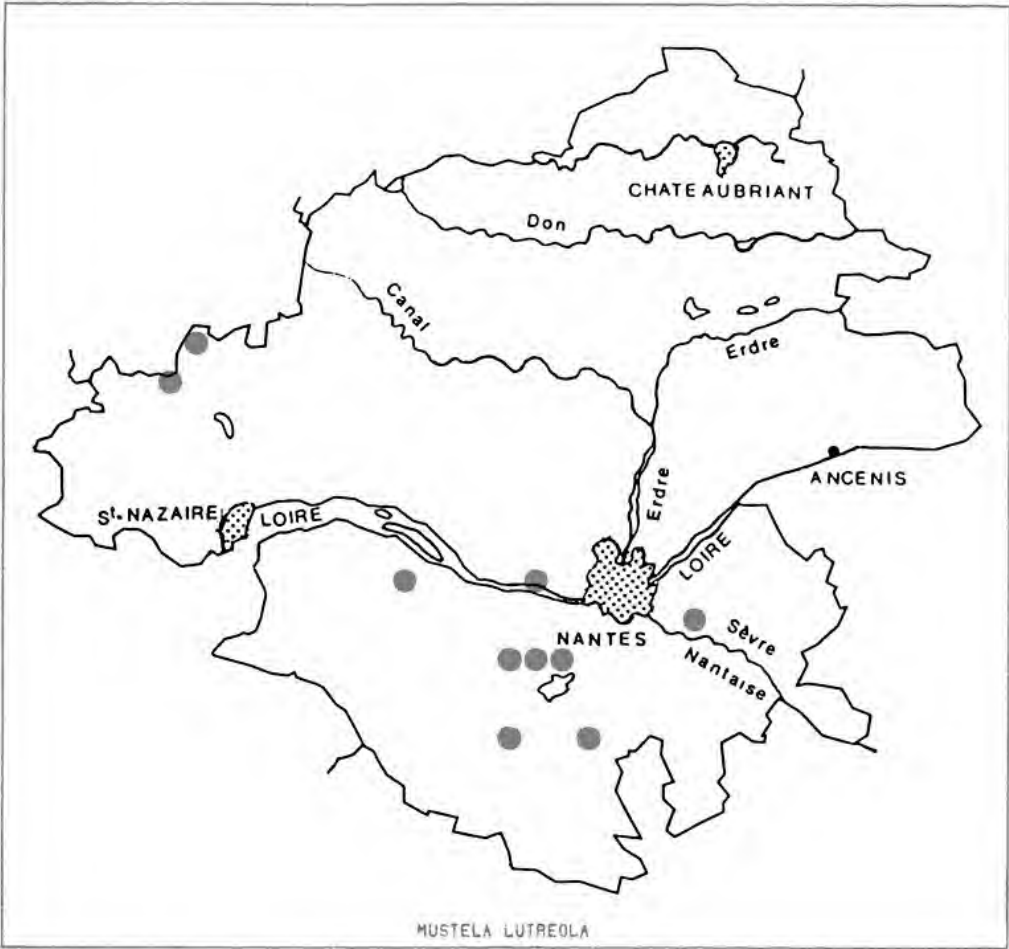 CHATEAUBRIANT
Don
Canal
Erdre
ANCENIS
Erdre
St.NAZAIRE
LOIRE
LOIRE
NANTES
Sèvre
Nantaise
MUSTELA LUTREOLA